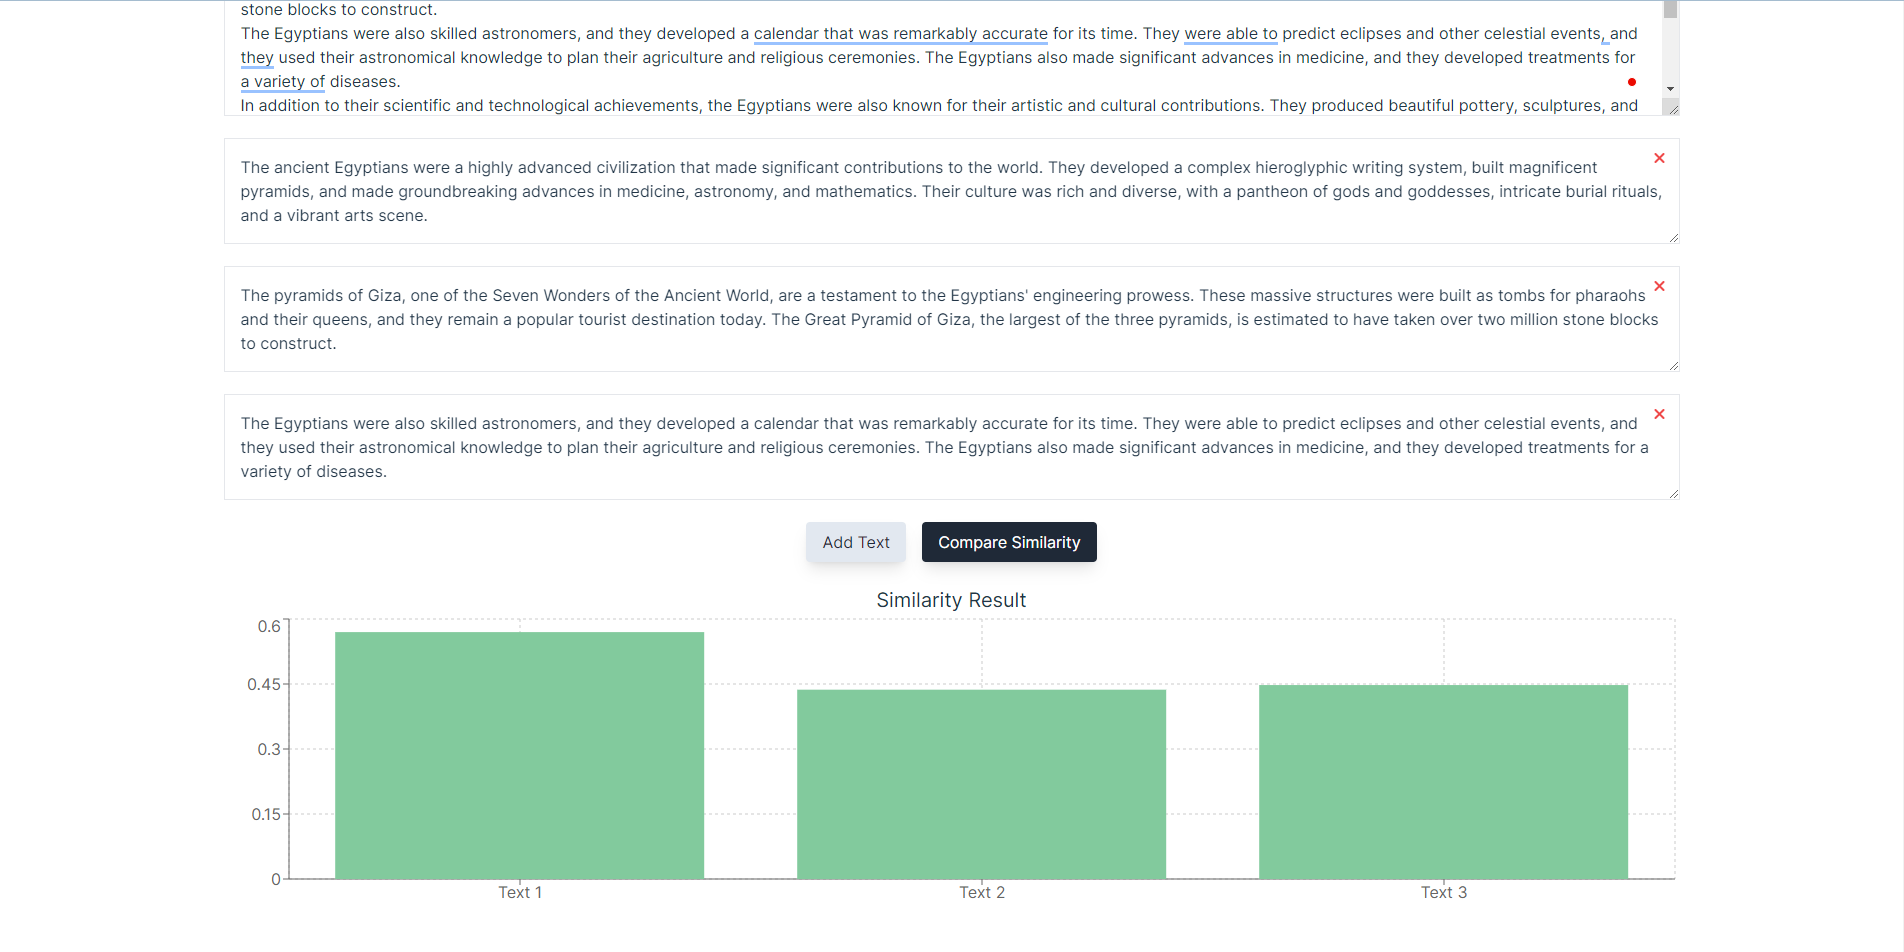 stone blocks to construct.
The Egyptians were also skilled astronomers, and they developed a calendar that was remarkably accurate for its time. They were able to predict eclipses and other celestial events, and
they used their astronomical knowledge to plan their agriculture and religious ceremonies. The Egyptians also made significant advances in medicine, and they developed treatments for
a variety of diseases.
In addition to their scientific and technological achievements, the Egyptians were also known for their artistic and cultural contributions. They produced beautiful pottery, sculptures, and
The ancient Egyptians were a highly advanced civilization that made significant contributions to the world. They developed a complex hieroglyphic writing system, built magnificent
pyramids, and made groundbreaking advances in medicine, astronomy, and mathematics. Their culture was rich and diverse, with a pantheon of gods and goddesses, intricate burial rituals,
and a vibrant arts scene.
The pyramids of Giza, one of the Seven Wonders of the Ancient World, are a testament to the Egyptians' engineering prowess. These massive structures were built as tombs for pharaohs
and their queens, and they remain a popular tourist destination today. The Great Pyramid of Giza, the largest of the three pyramids, is estimated to have taken over two million stone blocks
to construct.
The Egyptians were also skilled astronomers, and they developed a calendar that was remarkably accurate for its time. They were able to predict eclipses and other celestial events, and
they used their astronomical knowledge to plan their agriculture and religious ceremonies. The Egyptians also made significant advances in medicine, and they developed treatments for a
variety of diseases.
Add Text
Compare Similarity
Similarity Result
0.6
0.45
0.3
0.15
0
Text 1
Text 2
Text 3